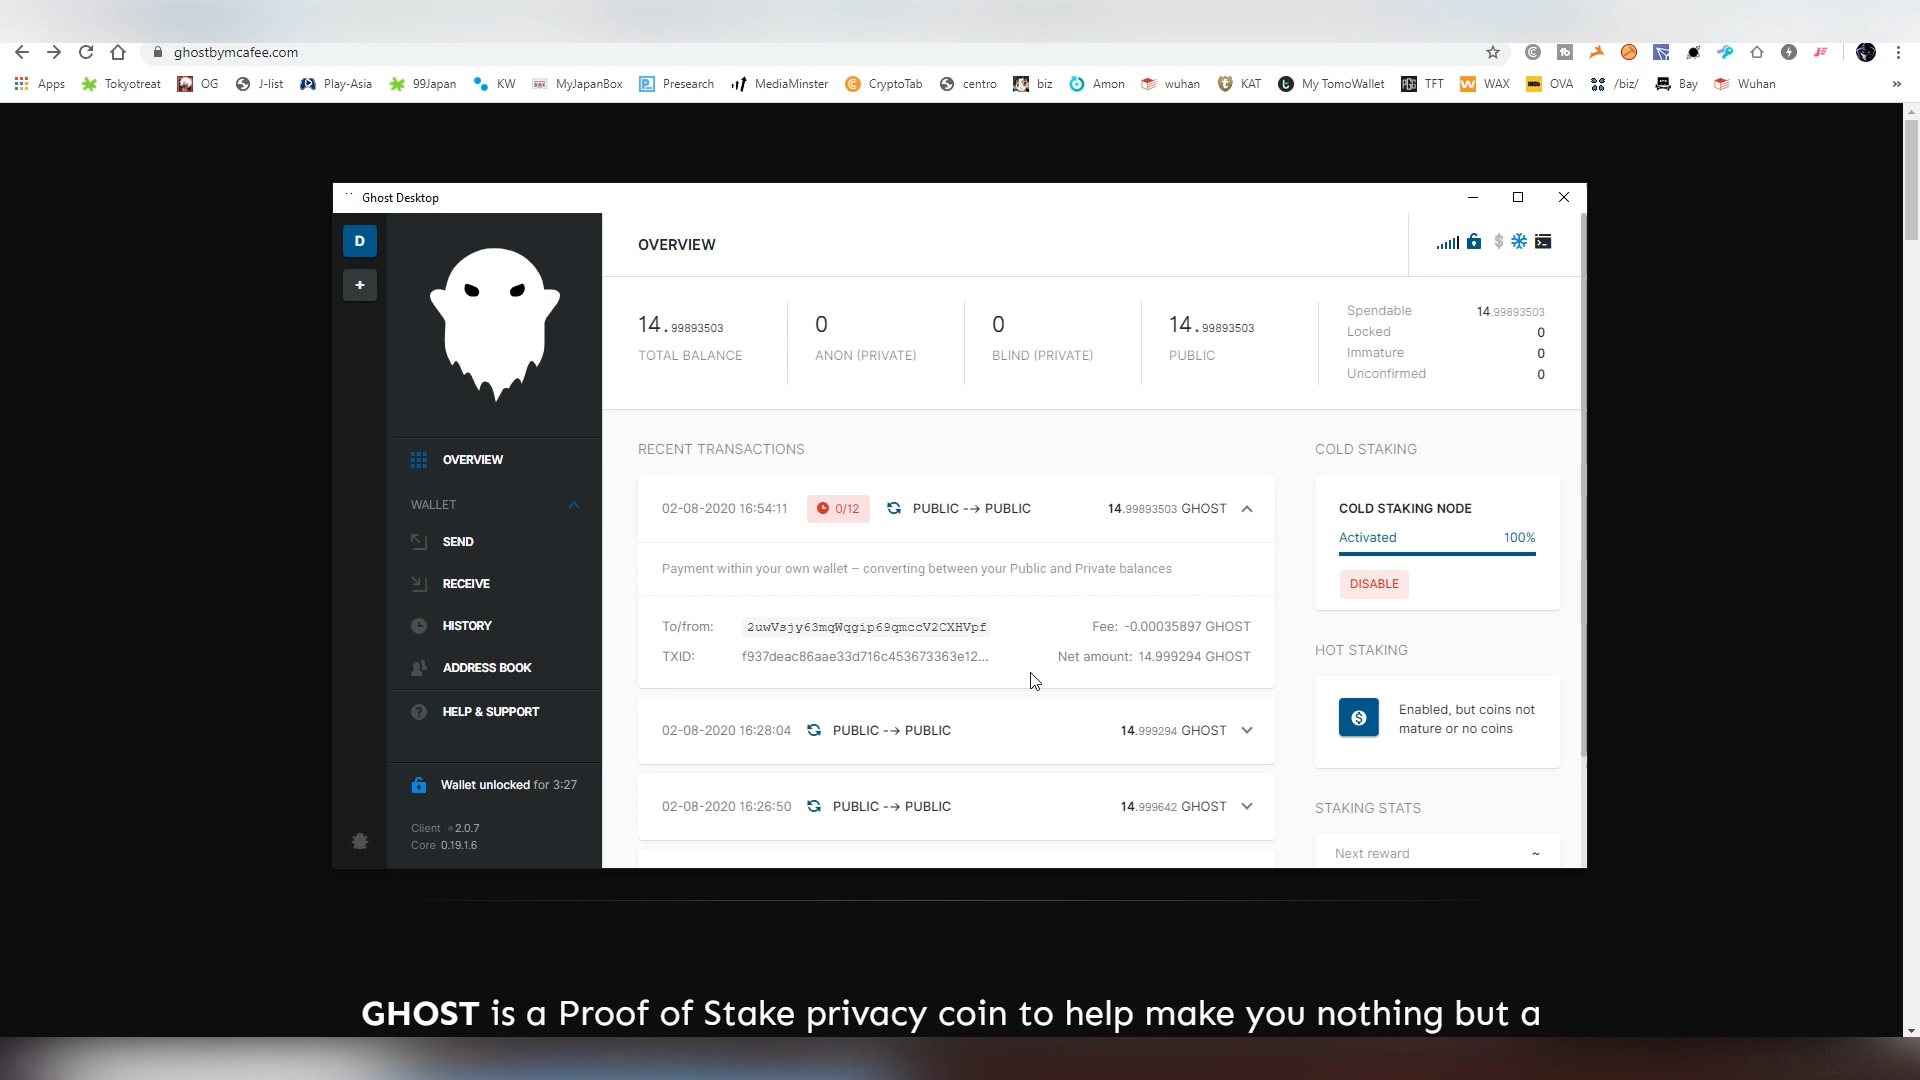 ghostbymcafee.com
Apps Tokyotreat OG J-list Play-Asia 99Japan KW MyJapanBox Presearch MediaMinster CryptoTab centro biz Amon wuhan KAT My TomoWallet TFT WAX OVA /biz/ Bay Wuhan »
Ghost Desktop
D
+
OVERVIEW
14.99893503
TOTAL BALANCE
0
ANON (PRIVATE)
0
BLIND (PRIVATE)
14.99893503
PUBLIC
Spendable 14.99893503
Locked 0
Immature 0
Unconfirmed 0
OVERVIEW
WALLET
SEND
RECEIVE
HISTORY
ADDRESS BOOK
HELP & SUPPORT
Wallet unlocked for 3:27
Client 2.0.7
Core 0.19.1.6
RECENT TRANSACTIONS
02-08-2020 16:54:11 0/12 PUBLIC --> PUBLIC 14.99893503 GHOST
Payment within your own wallet – converting between your Public and Private balances
To/from: 2uwVsjy63mqWqgip69qmccV2CXHVpf Fee: -0.00035897 GHOST
TXID: f937deac86aae33d716c453673363e12... Net amount: 14.999294 GHOST
02-08-2020 16:28:04 PUBLIC --> PUBLIC 14.999294 GHOST
02-08-2020 16:26:50 PUBLIC --> PUBLIC 14.999642 GHOST
COLD STAKING
COLD STAKING NODE
Activated 100%
DISABLE
HOT STAKING
Enabled, but coins not
mature or no coins
STAKING STATS
Next reward ~
GHOST is a Proof of Stake privacy coin to help make you nothing but a